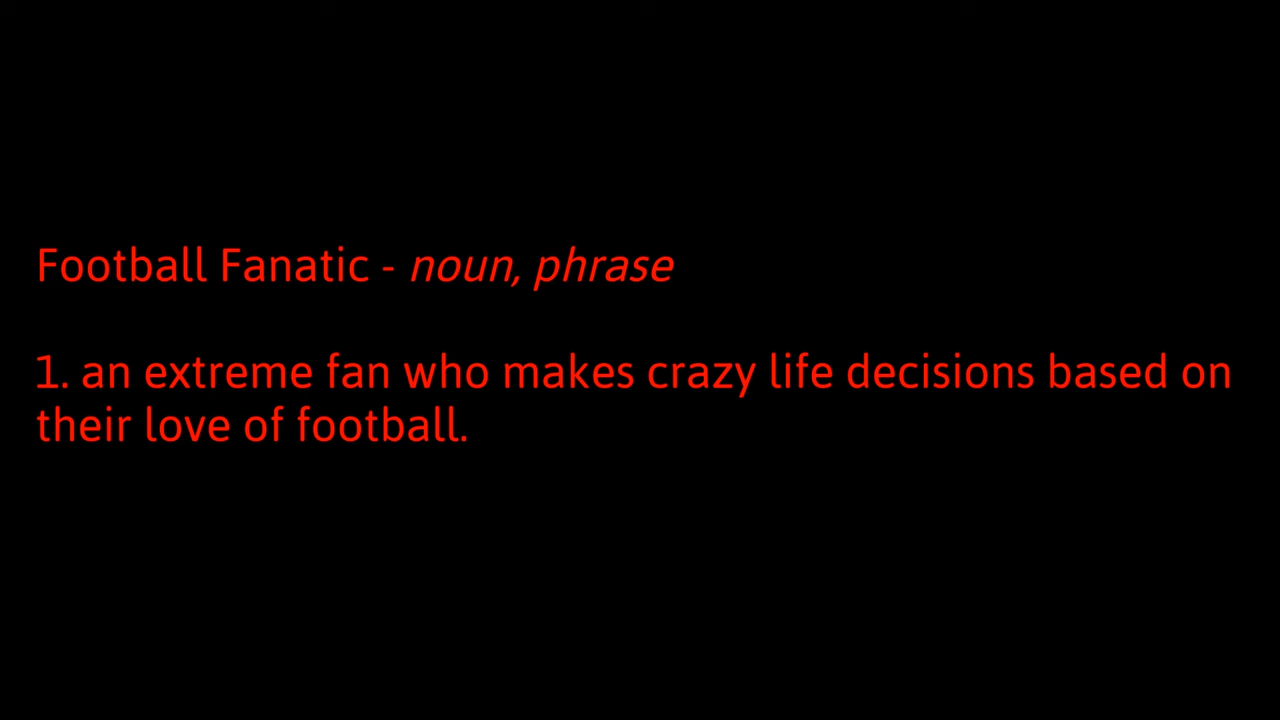 Football Fanatic - noun, phrase
1. an extreme fan who makes crazy life decisions based on
their love of football.